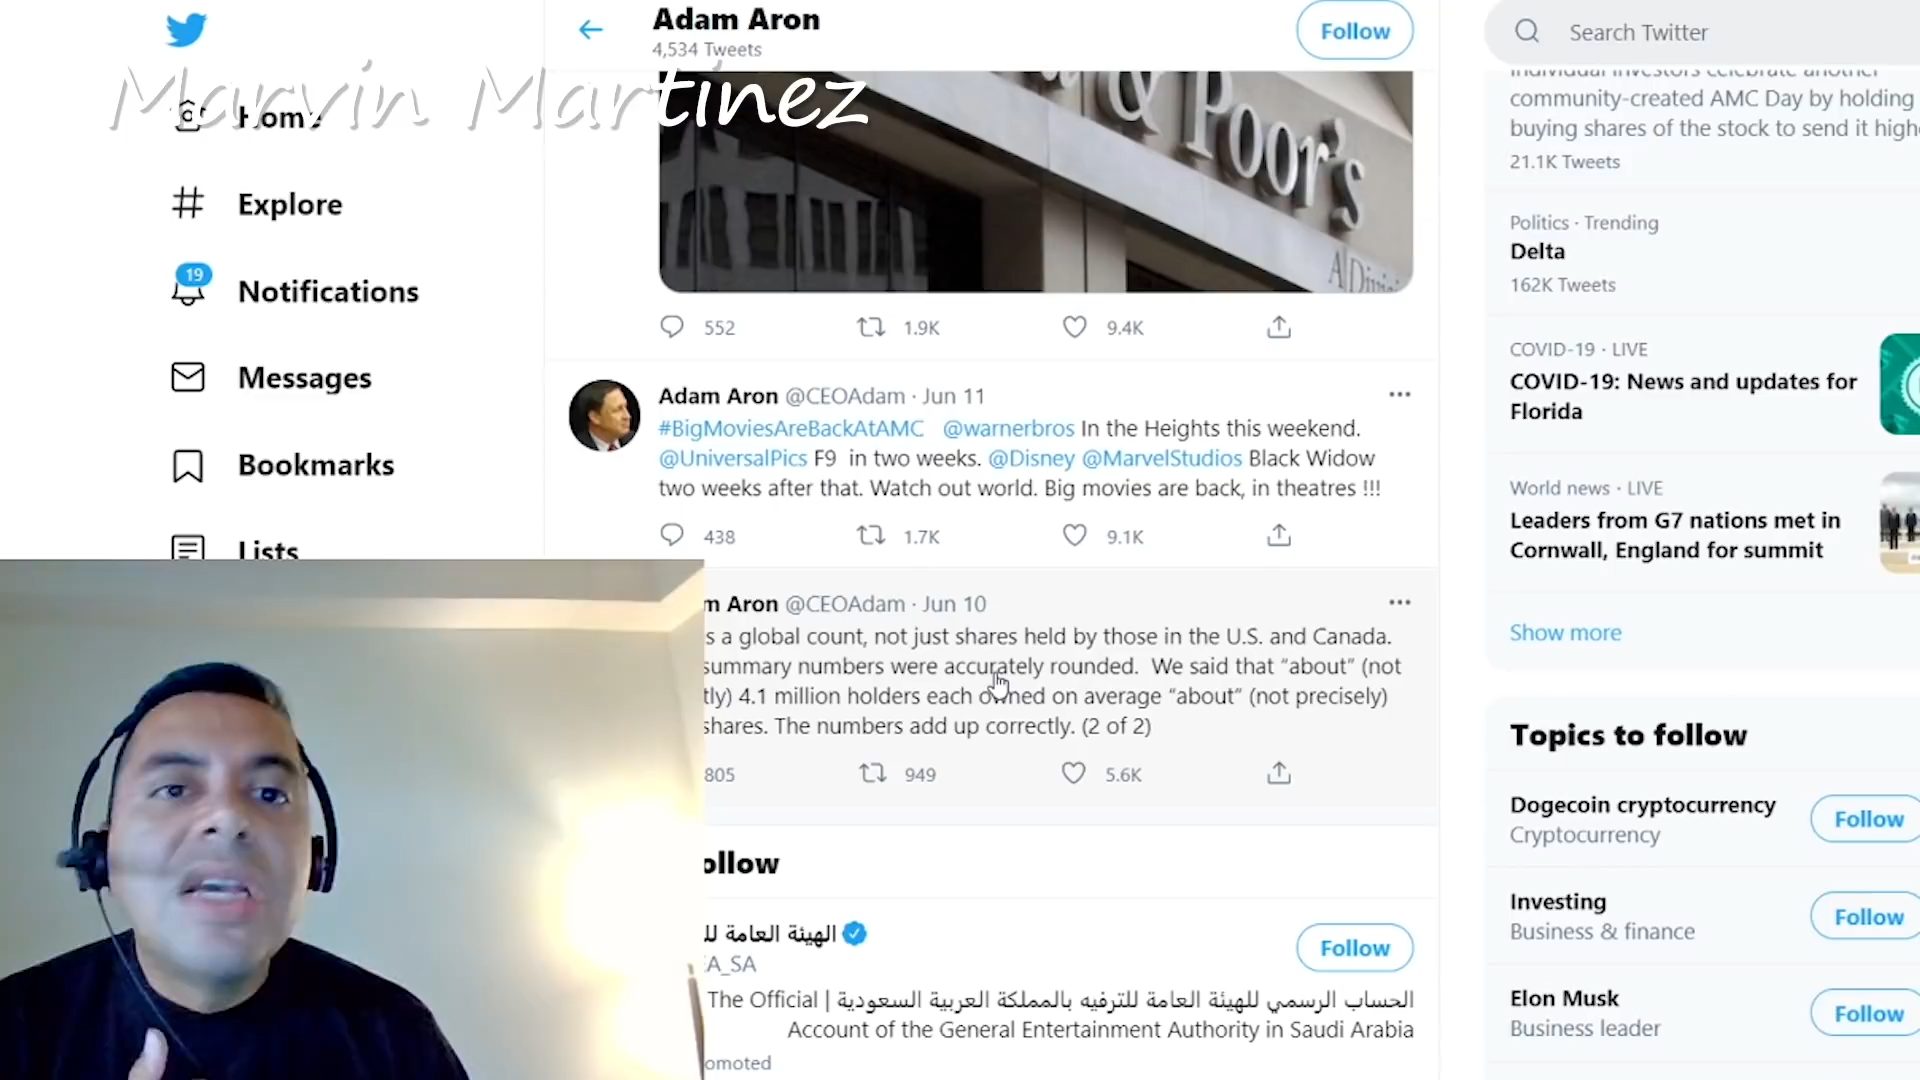 Adam Aron
4,534 Tweets
Follow
Search Twitter
Marvin Martinez
Home
Explore
19
Notifications
Messages
Bookmarks
Lists
& Poor's
552
1.9K
9.4K
Adam Aron @CEOAdam · Jun 11
#BigMoviesAreBackAtAMC @warnerbros In the Heights this weekend.
@UniversalPics F9 in two weeks. @Disney @MarvelStudios Black Widow
two weeks after that. Watch out world. Big movies are back, in theatres !!!
438
1.7K
9.1K
m Aron @CEOAdam · Jun 10
s a global count, not just shares held by those in the U.S. and Canada.
summary numbers were accurately rounded. We said that “about” (not
tly) 4.1 million holders each owned on average “about” (not precisely)
shares. The numbers add up correctly. (2 of 2)
805
949
5.6K
ollow
الهيئة العامة لل
EA_SA
Follow
الحساب الرسمي للهيئة العامة للترفيه بالمملكة العربية السعودية | The Official
Account of the General Entertainment Authority in Saudi Arabia
omoted
individual investors celebrate another
community-created AMC Day by holding
buying shares of the stock to send it high
21.1K Tweets
Politics · Trending
Delta
162K Tweets
COVID-19 · LIVE
COVID-19: News and updates for
Florida
World news · LIVE
Leaders from G7 nations met in
Cornwall, England for summit
Show more
Topics to follow
Dogecoin cryptocurrency
Cryptocurrency
Follow
Investing
Business & finance
Follow
Elon Musk
Business leader
Follow